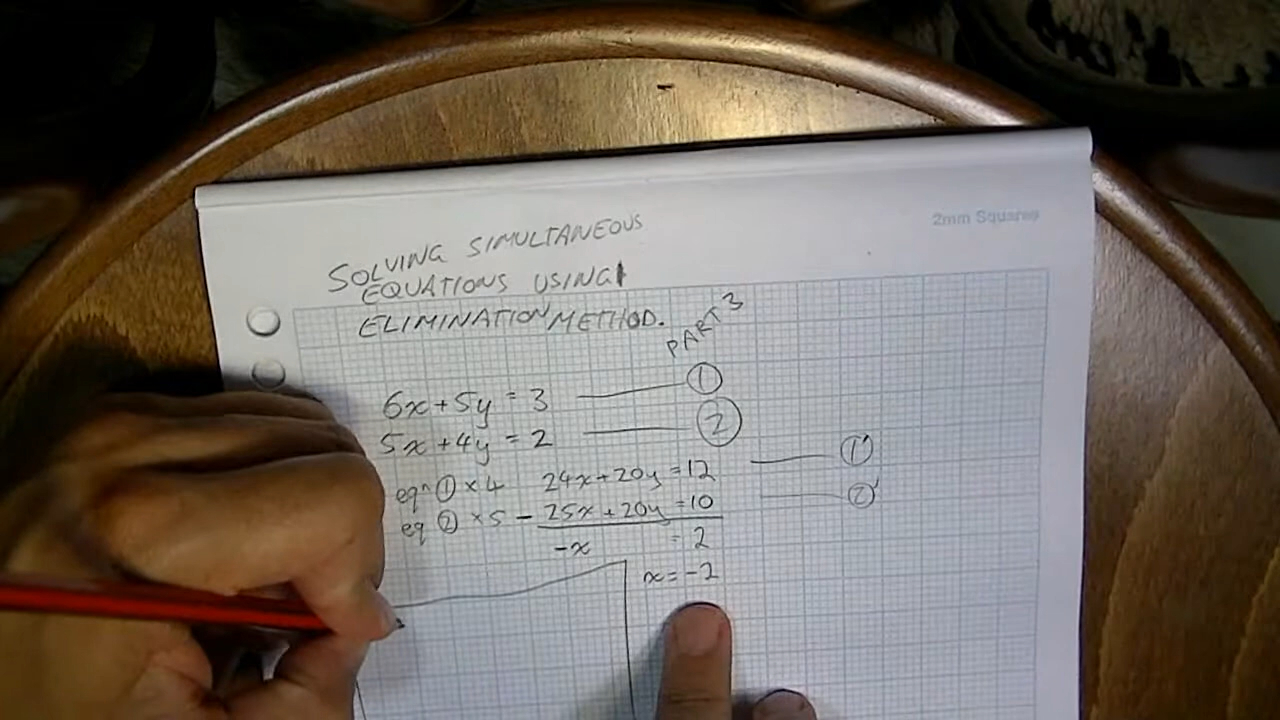 2mm Squares
SOLVING SIMULTANEOUS
EQUATIONS USING
ELIMINATION METHOD.
PART 3
6x+5y = 3 ——— ①
5x+4y = 2 ——— ②
eqn ① × 4 24x+20y = 12 ——— ①'
eq ② × 5 − 25x+20y = 10 ——— ②'
-x = 2
x = -2